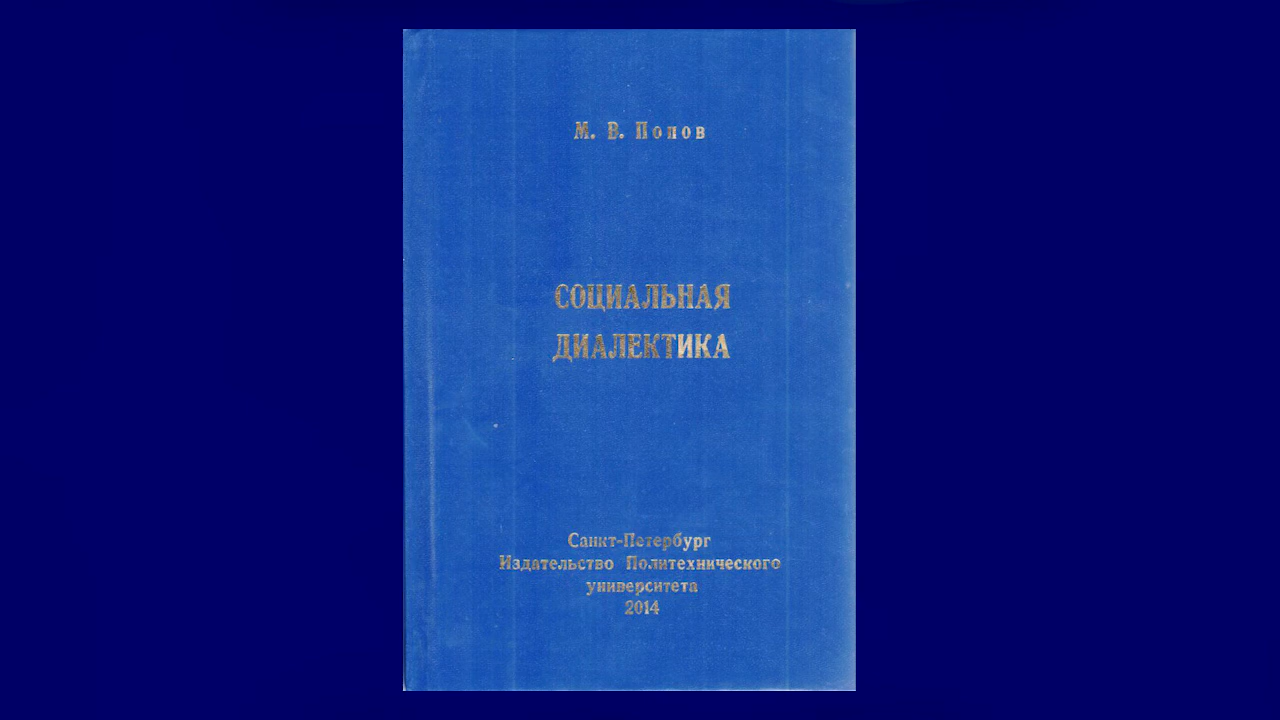 М. В. Попов
СОЦИАЛЬНАЯ
ДИАЛЕКТИКА
Санкт-Петербург
Издательство Политехнического
университета
2014